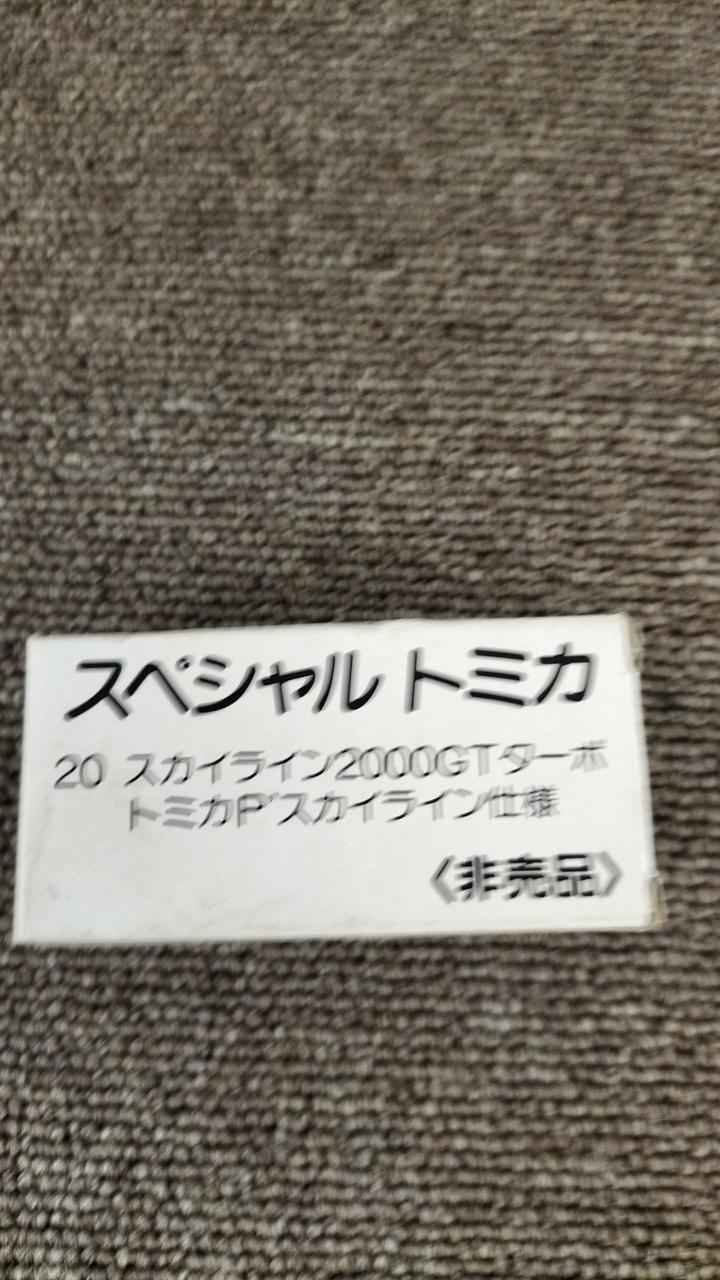 スペシャルトミカ
20 スカイライン2000GTターボ
トミカP'スカイライン仕様
〈非売品〉